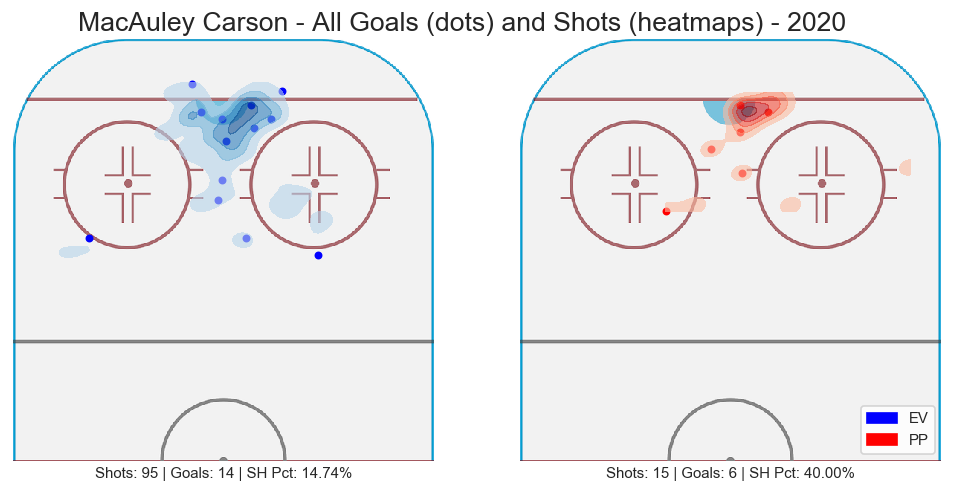 MacAuley Carson - All Goals (dots) and Shots (heatmaps) - 2020
EV
PP
Shots: 95 | Goals: 14 | SH Pct: 14.74%
Shots: 15 | Goals: 6 | SH Pct: 40.00%